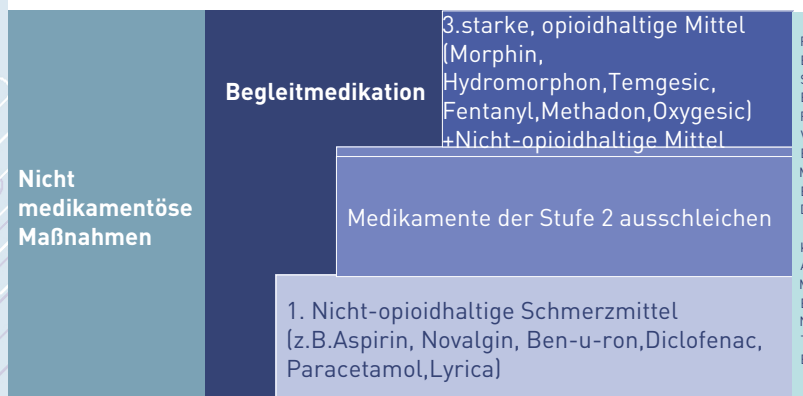 Nicht
medikamentöse
Maßnahmen
Begleitmedikation
3.starke, opioidhaltige Mittel
(Morphin,
Hydromorphon,Temgesic,
Fentanyl,Methadon,Oxygesic)
+Nicht-opioidhaltige Mittel
Medikamente der Stufe 2 ausschleichen
1. Nicht-opioidhaltige Schmerzmittel
(z.B.Aspirin, Novalgin, Ben-u-ron,Diclofenac,
Paracetamol,Lyrica)